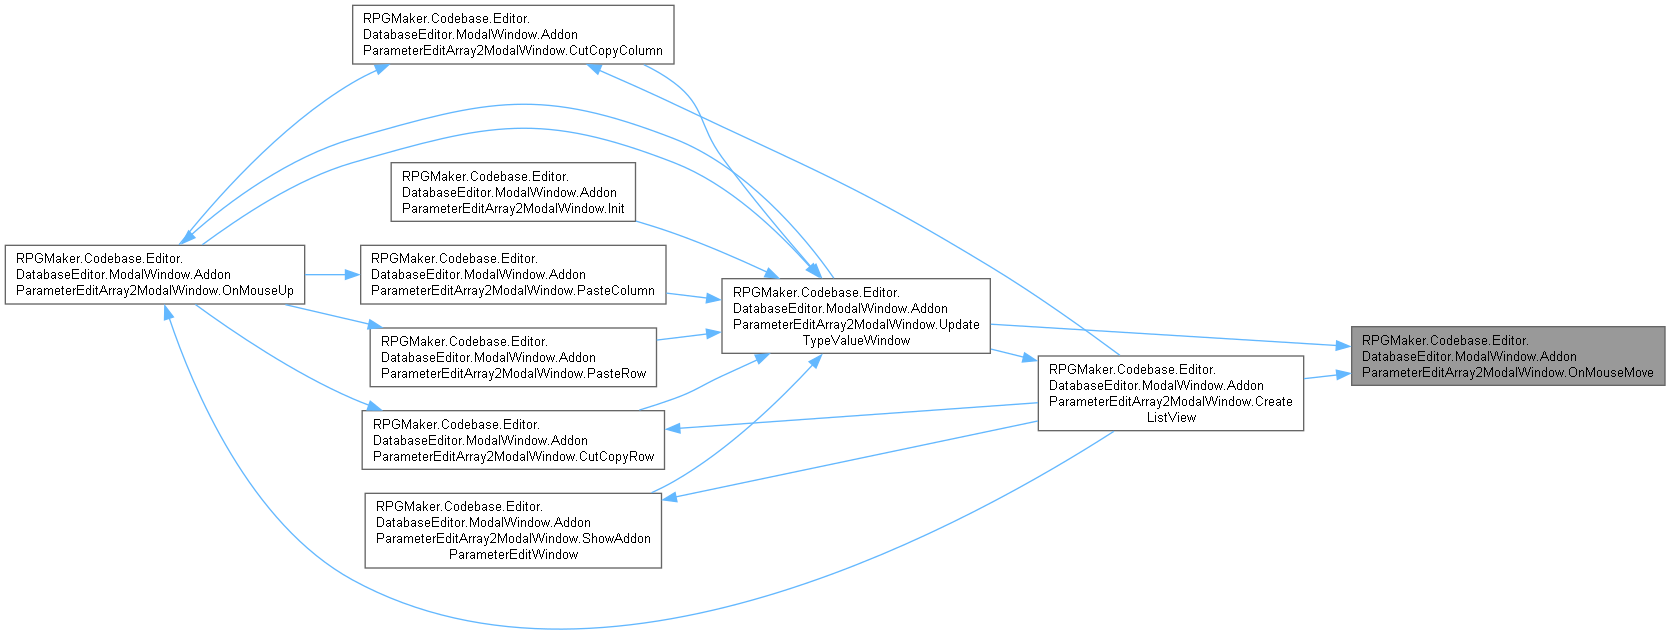 RPGMaker.Codebase.Editor.
DatabaseEditor.ModalWindow.Addon
ParameterEditArray2ModalWindow.CutCopyColumn
RPGMaker.Codebase.Editor.
DatabaseEditor.ModalWindow.Addon
ParameterEditArray2ModalWindow.Init
RPGMaker.Codebase.Editor.
DatabaseEditor.ModalWindow.Addon
ParameterEditArray2ModalWindow.OnMouseUp
RPGMaker.Codebase.Editor.
DatabaseEditor.ModalWindow.Addon
ParameterEditArray2ModalWindow.PasteColumn
RPGMaker.Codebase.Editor.
DatabaseEditor.ModalWindow.Addon
ParameterEditArray2ModalWindow.Update
TypeValueWindow
RPGMaker.Codebase.Editor.
DatabaseEditor.ModalWindow.Addon
ParameterEditArray2ModalWindow.PasteRow
RPGMaker.Codebase.Editor.
DatabaseEditor.ModalWindow.Addon
ParameterEditArray2ModalWindow.OnMouseMove
RPGMaker.Codebase.Editor.
DatabaseEditor.ModalWindow.Addon
ParameterEditArray2ModalWindow.Create
ListView
RPGMaker.Codebase.Editor.
DatabaseEditor.ModalWindow.Addon
ParameterEditArray2ModalWindow.CutCopyRow
RPGMaker.Codebase.Editor.
DatabaseEditor.ModalWindow.Addon
ParameterEditArray2ModalWindow.ShowAddon
ParameterEditWindow